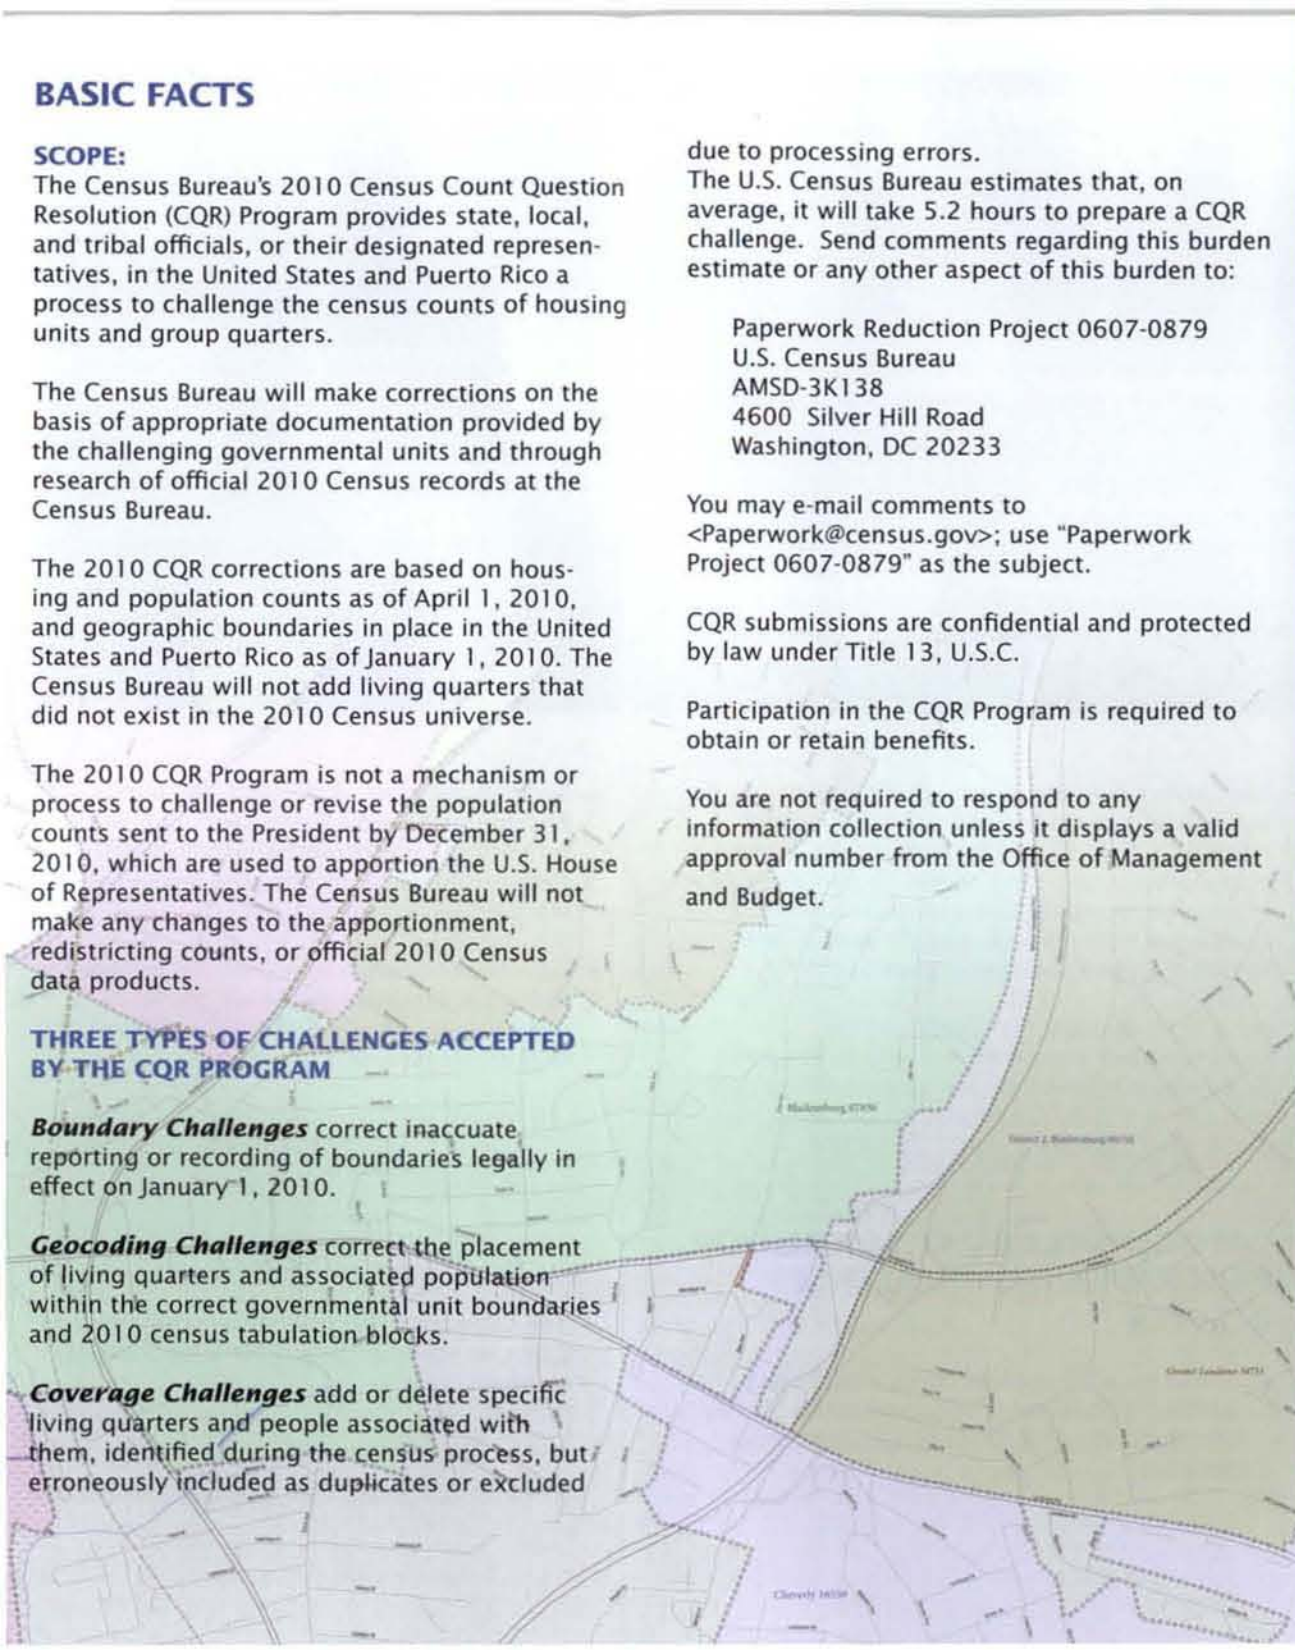 BASIC FACTS
SCOPE:
The Census Bureau's 2010 Census Count Question
Resolution (CQR) Program provides state, local,
and tribal officials, or their designated represen-
tatives, in the United States and Puerto Rico a
process to challenge the census counts of housing
units and group quarters.
The Census Bureau will make corrections on the
basis of appropriate documentation provided by
the challenging governmental units and through
research of official 2010 Census records at the
Census Bureau.
The 2010 CQR corrections are based on hous-
ing and population counts as of April 1, 2010,
and geographic boundaries in place in the United
States and Puerto Rico as of January 1, 2010. The
Census Bureau will not add living quarters that
did not exist in the 2010 Census universe.
The 2010 CQR Program is not a mechanism or
process to challenge or revise the population
counts sent to the President by December 31,
2010, which are used to apportion the U.S. House
of Representatives. The Census Bureau will not
make any changes to the apportionment,
redistricting counts, or official 2010 Census
data products.
THREE TYPES OF CHALLENGES ACCEPTED
BY THE CQR PROGRAM
Boundary Challenges correct inaccuate
reporting or recording of boundaries legally in
effect on January 1, 2010.
Geocoding Challenges correct the placement
of living quarters and associated population
within the correct governmental unit boundaries
and 2010 census tabulation blocks.
Coverage Challenges add or delete specific
living quarters and people associated with
them, identified during the census process, but
erroneously included as duplicates or excluded
due to processing errors.
The U.S. Census Bureau estimates that, on
average, it will take 5.2 hours to prepare a CQR
challenge. Send comments regarding this burden
estimate or any other aspect of this burden to:
Paperwork Reduction Project 0607-0879
U.S. Census Bureau
AMSD-3K138
4600 Silver Hill Road
Washington, DC 20233
You may e-mail comments to
<Paperwork@census.gov>; use "Paperwork
Project 0607-0879" as the subject.
CQR submissions are confidential and protected
by law under Title 13, U.S.C.
Participation in the CQR Program is required to
obtain or retain benefits.
You are not required to respond to any
information collection unless it displays a valid
approval number from the Office of Management
and Budget.